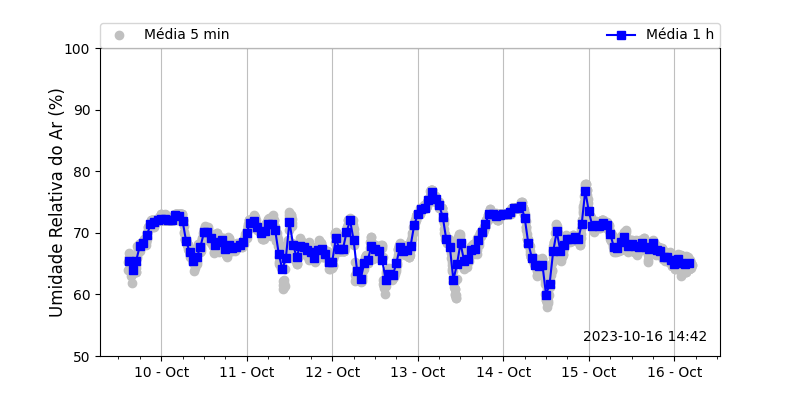 Média 5 min
Média 1 h
Umidade Relativa do Ar (%)
100
90
80
70
60
50
2023-10-16 14:42
10 - Oct
11 - Oct
12 - Oct
13 - Oct
14 - Oct
15 - Oct
16 - Oct